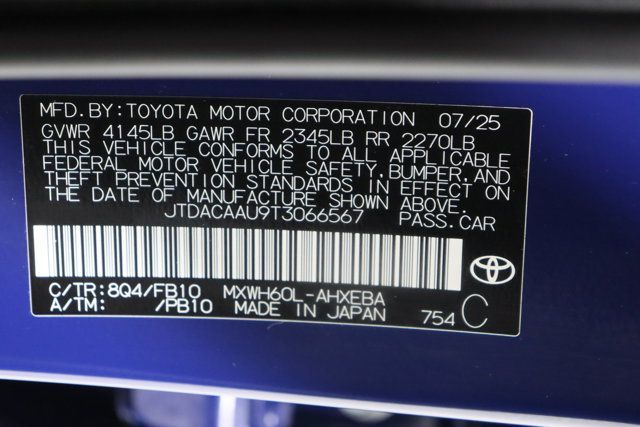 MFD.BY:TOYOTA MOTOR CORPORATION 07/25
GVWR 4145LB GAWR FR 2345LB RR 2270LB
THIS VEHICLE CONFORMS TO ALL APPLICABLE
FEDERAL MOTOR VEHICLE SAFETY,BUMPER,AND
THEFT PREVENTION STANDARDS IN EFFECT ON
THE DATE OF MANUFACTURE SHOWN ABOVE.
JTDACAAU9T3066567 PASS.CAR
C/TR:8Q4/FB10 MXWH60L-AHXEBA
A/TM: /PB10 MADE IN JAPAN 754 C